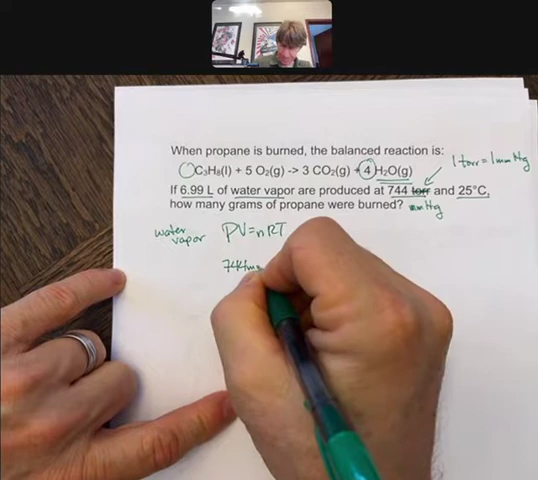 When propane is burned, the balanced reaction is:
C₃H₈(l) + 5 O₂(g) -> 3 CO₂(g) + 4 H₂O(g)
1 torr = 1 mm Hg
If 6.99 L of water vapor are produced at 744 torr and 25°C,
how many grams of propane were burned? mmHg
water
vapor
PV=nRT
744mm